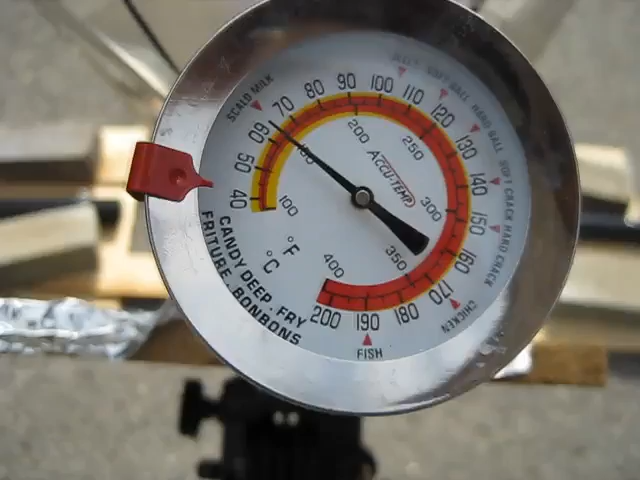 JELLY SOFT BALL HARD BALL SOFT CRACK HARD CRACK
SCALD MILK
40 50 60 70 80 90 100 110 120 130 140 150 160 170 180 190 200
100 200 250 300 350 400
ACCU-TEMP
°F
°C
CANDY DEEP FRY
FRITURE BONBONS
CHICKEN
FISH